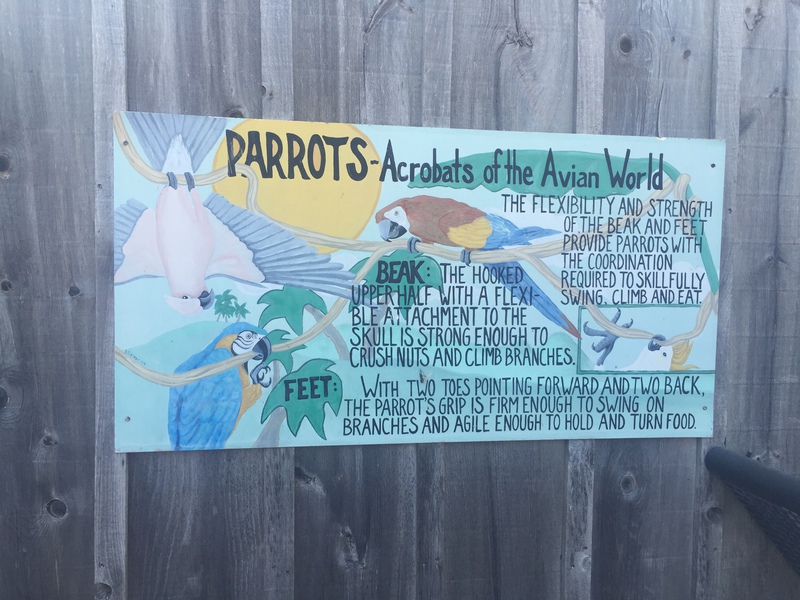 PARROTS-Acrobats of the Avian World
THE FLEXIBILITY AND STRENGTH
OF THE BEAK AND FEET
PROVIDE PARROTS WITH
THE COORDINATION
REQUIRED TO SKILLFULLY
SWING, CLIMB AND EAT.
BEAK: THE HOOKED
UPPER HALF WITH A FLEXI-
BLE ATTACHMENT TO THE
SKULL IS STRONG ENOUGH TO
CRUSH NUTS AND CLIMB BRANCHES.
FEET: WITH TWO TOES POINTING FORWARD AND TWO BACK,
THE PARROT'S GRIP IS FIRM ENOUGH TO SWING ON
BRANCHES AND AGILE ENOUGH TO HOLD AND TURN FOOD.